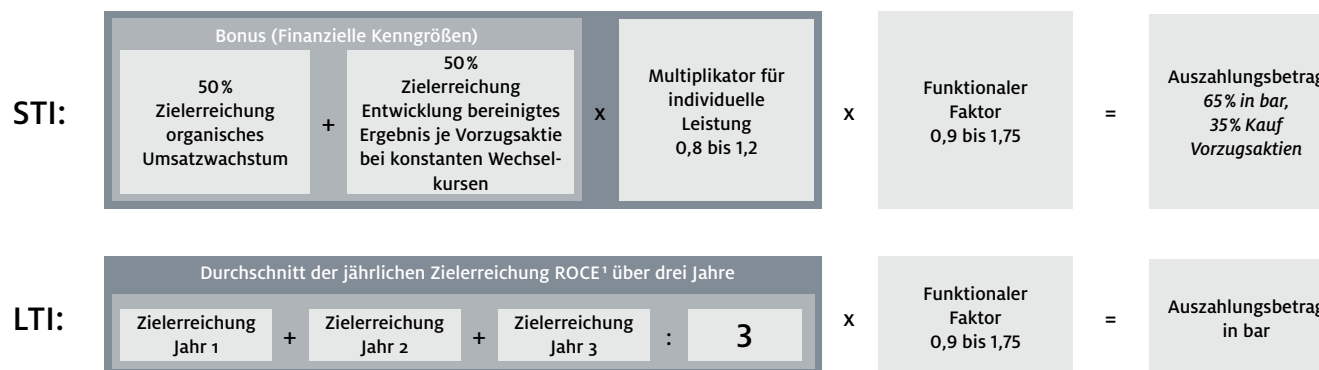 STI:
Bonus (Finanzielle Kenngrößen)
50 %
Zielerreichung
organisches
Umsatzwachstum
+
50 %
Zielerreichung
Entwicklung bereinigtes
Ergebnis je Vorzugsaktie
bei konstanten Wechsel-
kursen
x
Multiplikator für
individuelle
Leistung
0,8 bis 1,2
x
Funktionaler
Faktor
0,9 bis 1,75
=
Auszahlungsbetrag
65 % in bar,
35 % Kauf
Vorzugsaktien
LTI:
Durchschnitt der jährlichen Zielerreichung ROCE¹ über drei Jahre
Zielerreichung
Jahr 1
+
Zielerreichung
Jahr 2
+
Zielerreichung
Jahr 3
:
3
x
Funktionaler
Faktor
0,9 bis 1,75
=
Auszahlungsbetrag
in bar